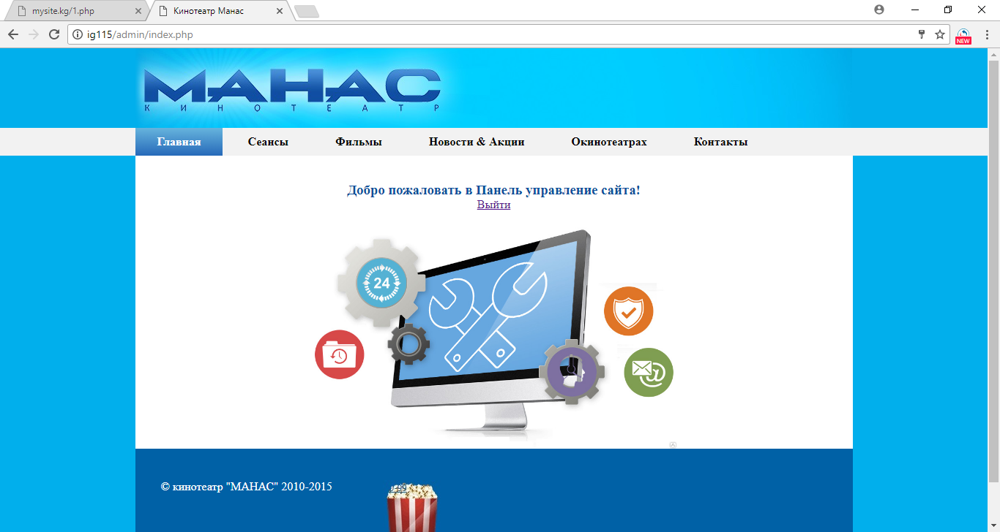 mysite.kg/1.php
Кинотеатр Манас
ig115/admin/index.php
NEW
МАНАС
КИНОТЕАТР
Главная Сеансы Фильмы Новости & Акции Окинотеатрах Контакты
Добро пожаловать в Панель управление сайта!
Выйти
24
@
© кинотеатр "МАНАС" 2010-2015